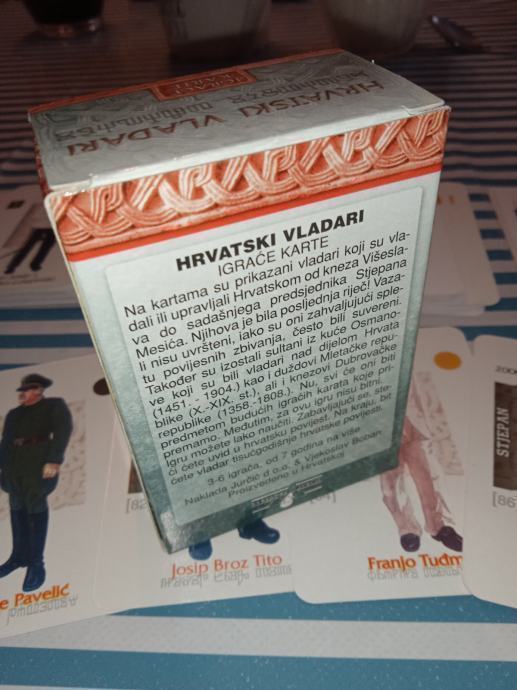 IGRAĆE
KARTE
HRVATSKI VLADARI
HRVATSKI VLADARI
IGRAĆE KARTE
Na kartama su prikazani vladari koji su vla-
dali ili upravljali Hrvatskom od kneza Višesla-
va do sadašnjega predsjednika Stjepana
Mesića. Njihova je bila posljednja riječ! Vaza-
li nisu uvršteni, iako su oni zahvaljujući sple-
tu povijesnih zbivanja, često bili suvereni.
Također su izostali sultani iz kuće Osmano-
ve koji su bili vladari nad dijelom Hrvata
(1451. - 1904.) kao i duždovi Mletačke repu-
blike (X.-XIX. st.), ali i knezovi Dubrovačke
republike (1358.-1808.). Nu, svi će oni biti
predmetom budućih igraćih karata koje pri-
premamo. Međutim, za ovu igru nisu bitni.
Igru možete lako naučiti. Zabavljajući se, ste-
ći ćete uvid u hrvatsku povijest. Na kraju, bit
ćete vladar tisućgodišnje hrvatske povijesti.
3-6 igrača, od 7 godina na više
Naklada Jurčić d.o.o. & Vjekoslav Boban
Proizvedeno u Hrvatskoj
e Pavelić
Josip Broz Tito
Franjo Tuđm
STJEPAN
200
[82
[86